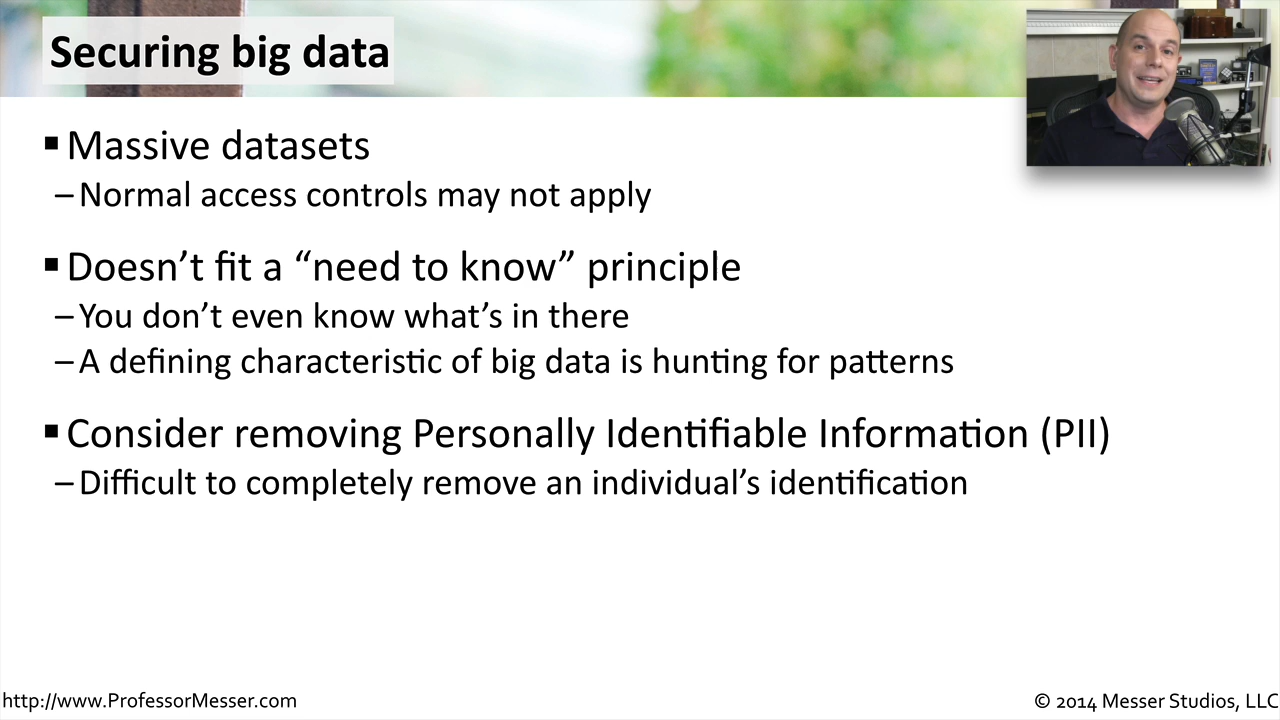 Securing big data
▪ Massive datasets
– Normal access controls may not apply
▪ Doesn’t fit a “need to know” principle
– You don’t even know what’s in there
– A defining characteristic of big data is hunting for patterns
▪ Consider removing Personally Identifiable Information (PII)
– Difficult to completely remove an individual’s identification
http://www.ProfessorMesser.com
© 2014 Messer Studios, LLC